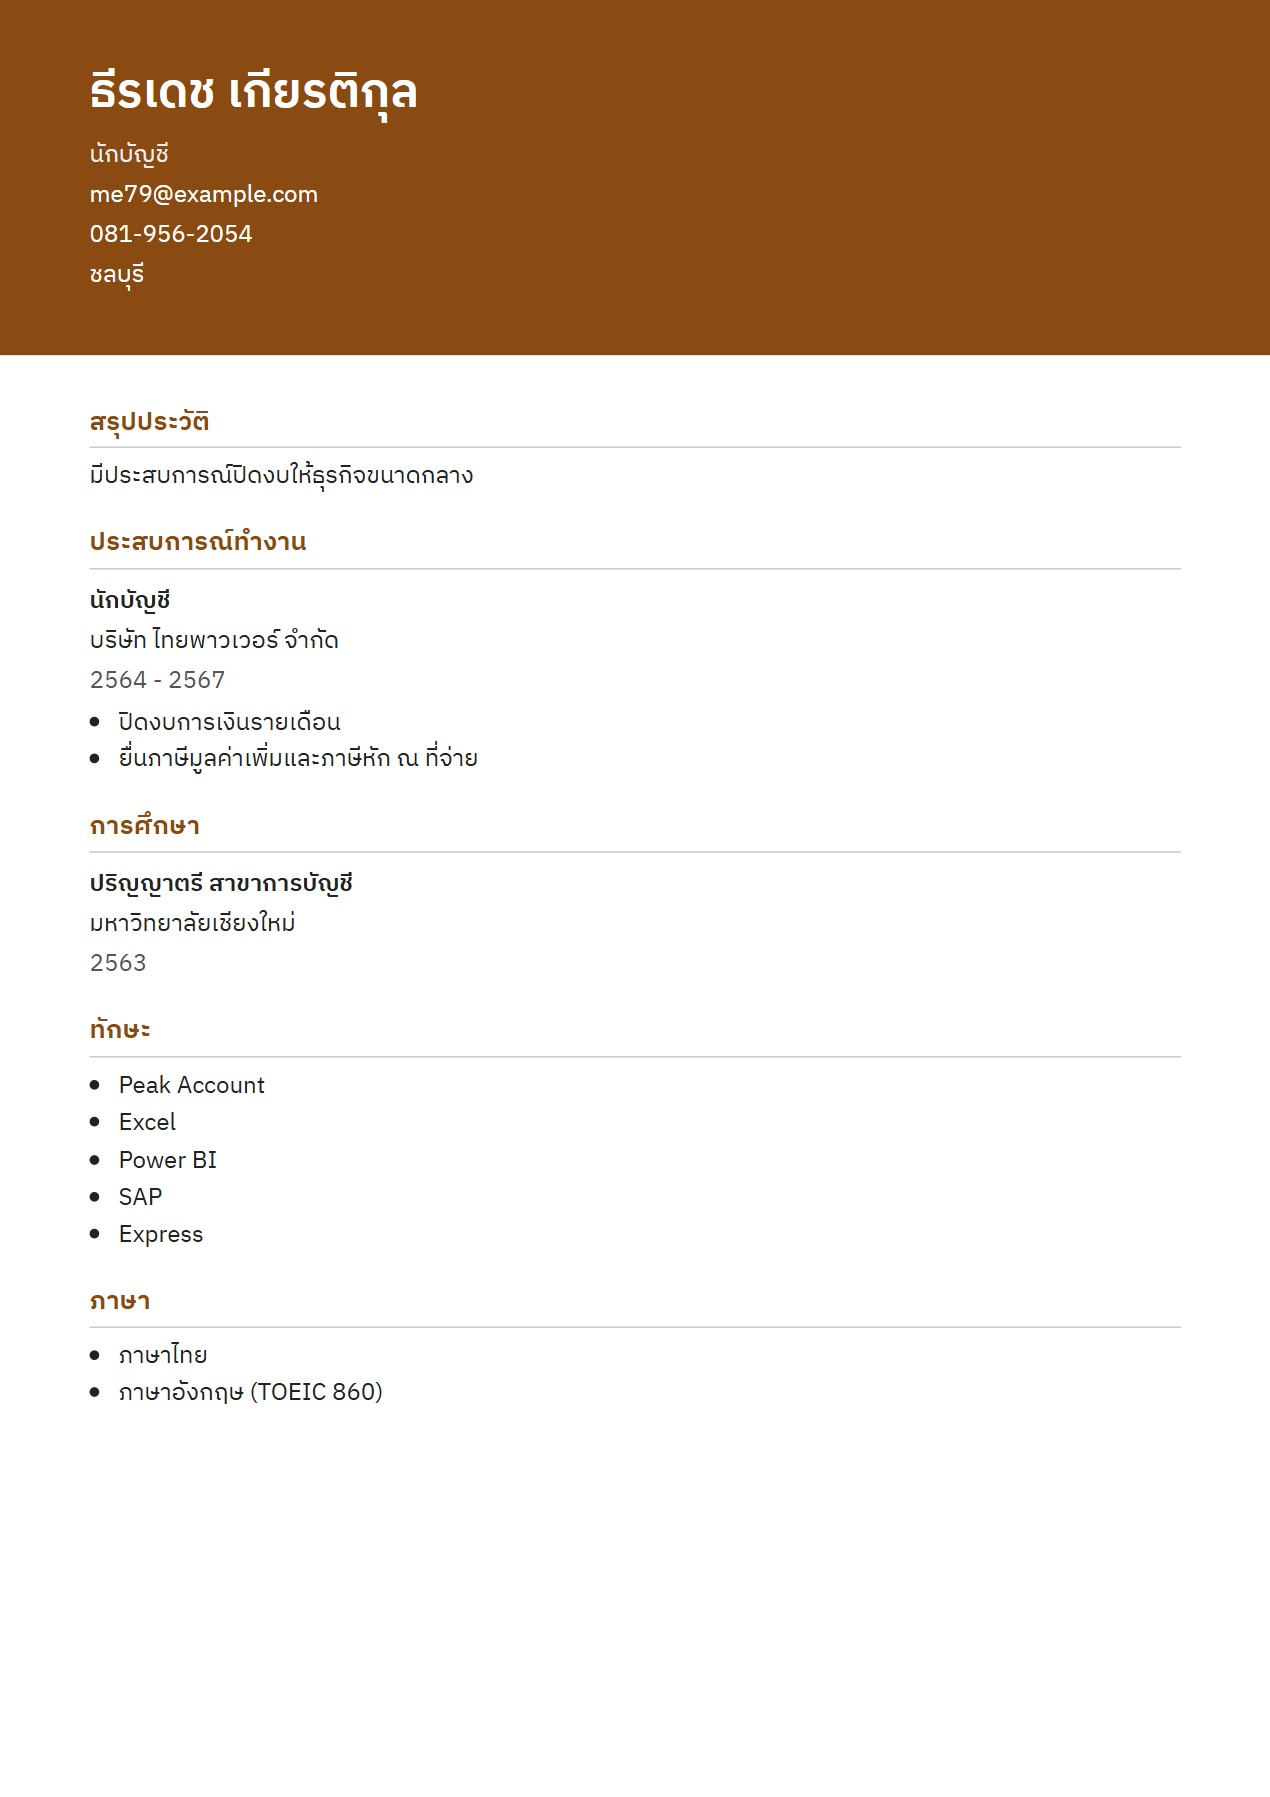 ธีรเดช เกียรติกุล
นักบัญชี
me79@example.com
081-956-2054
ชลบุรี
สรุปประวัติ
มีประสบการณ์ปิดงบให้ธุรกิจขนาดกลาง
ประสบการณ์ทำงาน
นักบัญชี
บริษัท ไทยพาวเวอร์ จำกัด
2564 - 2567
• ปิดงบการเงินรายเดือน
• ยื่นภาษีมูลค่าเพิ่มและภาษีหัก ณ ที่จ่าย
การศึกษา
ปริญญาตรี สาขาการบัญชี
มหาวิทยาลัยเชียงใหม่
2563
ทักษะ
• Peak Account
• Excel
• Power BI
• SAP
• Express
ภาษา
• ภาษาไทย
• ภาษาอังกฤษ (TOEIC 860)